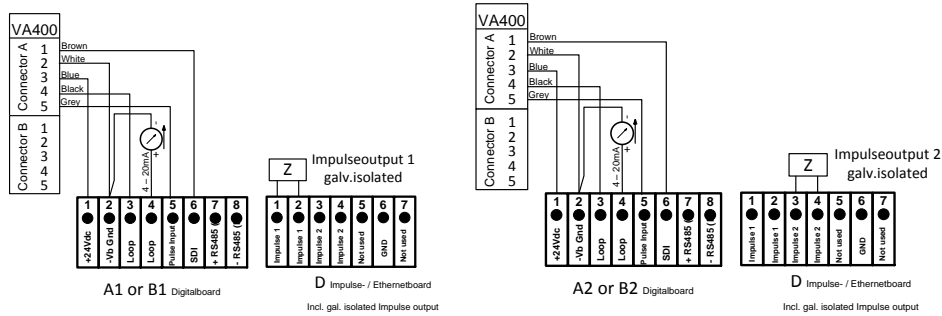 VA400
Connector A
1 Brown
2 White
3 Blue
4 Black
5 Grey
Connector B
1
2
3
4
5
-
+
4 – 20mA
Z
Impulseoutput 1
galv.isolated
1 2 3 4 5 6 7 8
+24Vdc -Vb Gnd Loop Loop Pulse Input SDI + RS485 ( - RS485 (
1 2 3 4 5 6 7
Impulse 1 Impulse 1 Impulse 2 Impulse 2 Not used GND Not used
A1 or B1 Digitalboard
D Impulse- / Ethernetboard
Incl. gal. isolated Impulse output
VA400
Connector A
1 Brown
2 White
3 Blue
4 Black
5 Grey
Connector B
1
2
3
4
5
-
+
4 – 20mA
Z
Impulseoutput 2
galv.isolated
1 2 3 4 5 6 7 8
+24Vdc -Vb Gnd Loop Loop Pulse Input SDI + RS485 ( - RS485 (
1 2 3 4 5 6 7
Impulse 1 Impulse 1 Impulse 2 Impulse 2 Not used GND Not used
A2 or B2 Digitalboard
D Impulse- / Ethernetboard
Incl. gal. isolated Impulse output